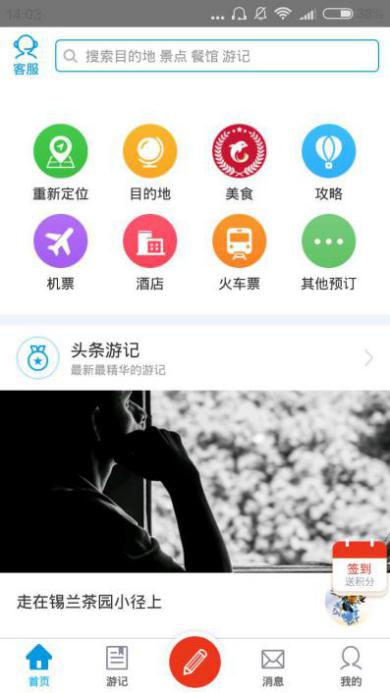 14:03
38%
客服
搜索目的地 景点 餐馆 游记
重新定位 目的地 美食 攻略
机票 酒店 火车票 其他预订
头条游记
最新最精华的游记
签到
送积分
走在锡兰茶园小径上
首页 游记 消息 我的